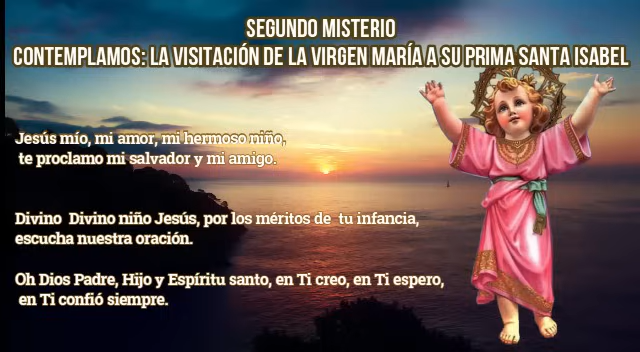 SEGUNDO MISTERIO
CONTEMPLAMOS: LA VISITACIÓN DE LA VIRGEN MARÍA A SU PRIMA SANTA ISABEL
Jesús mío, mi amor, mi hermoso niño,
te proclamo mi salvador y mi amigo.
Divino Divino niño Jesús, por los méritos de tu infancia,
escucha nuestra oración.
Oh Dios Padre, Hijo y Espíritu santo, en Ti creo, en Ti espero,
en Ti confió siempre.